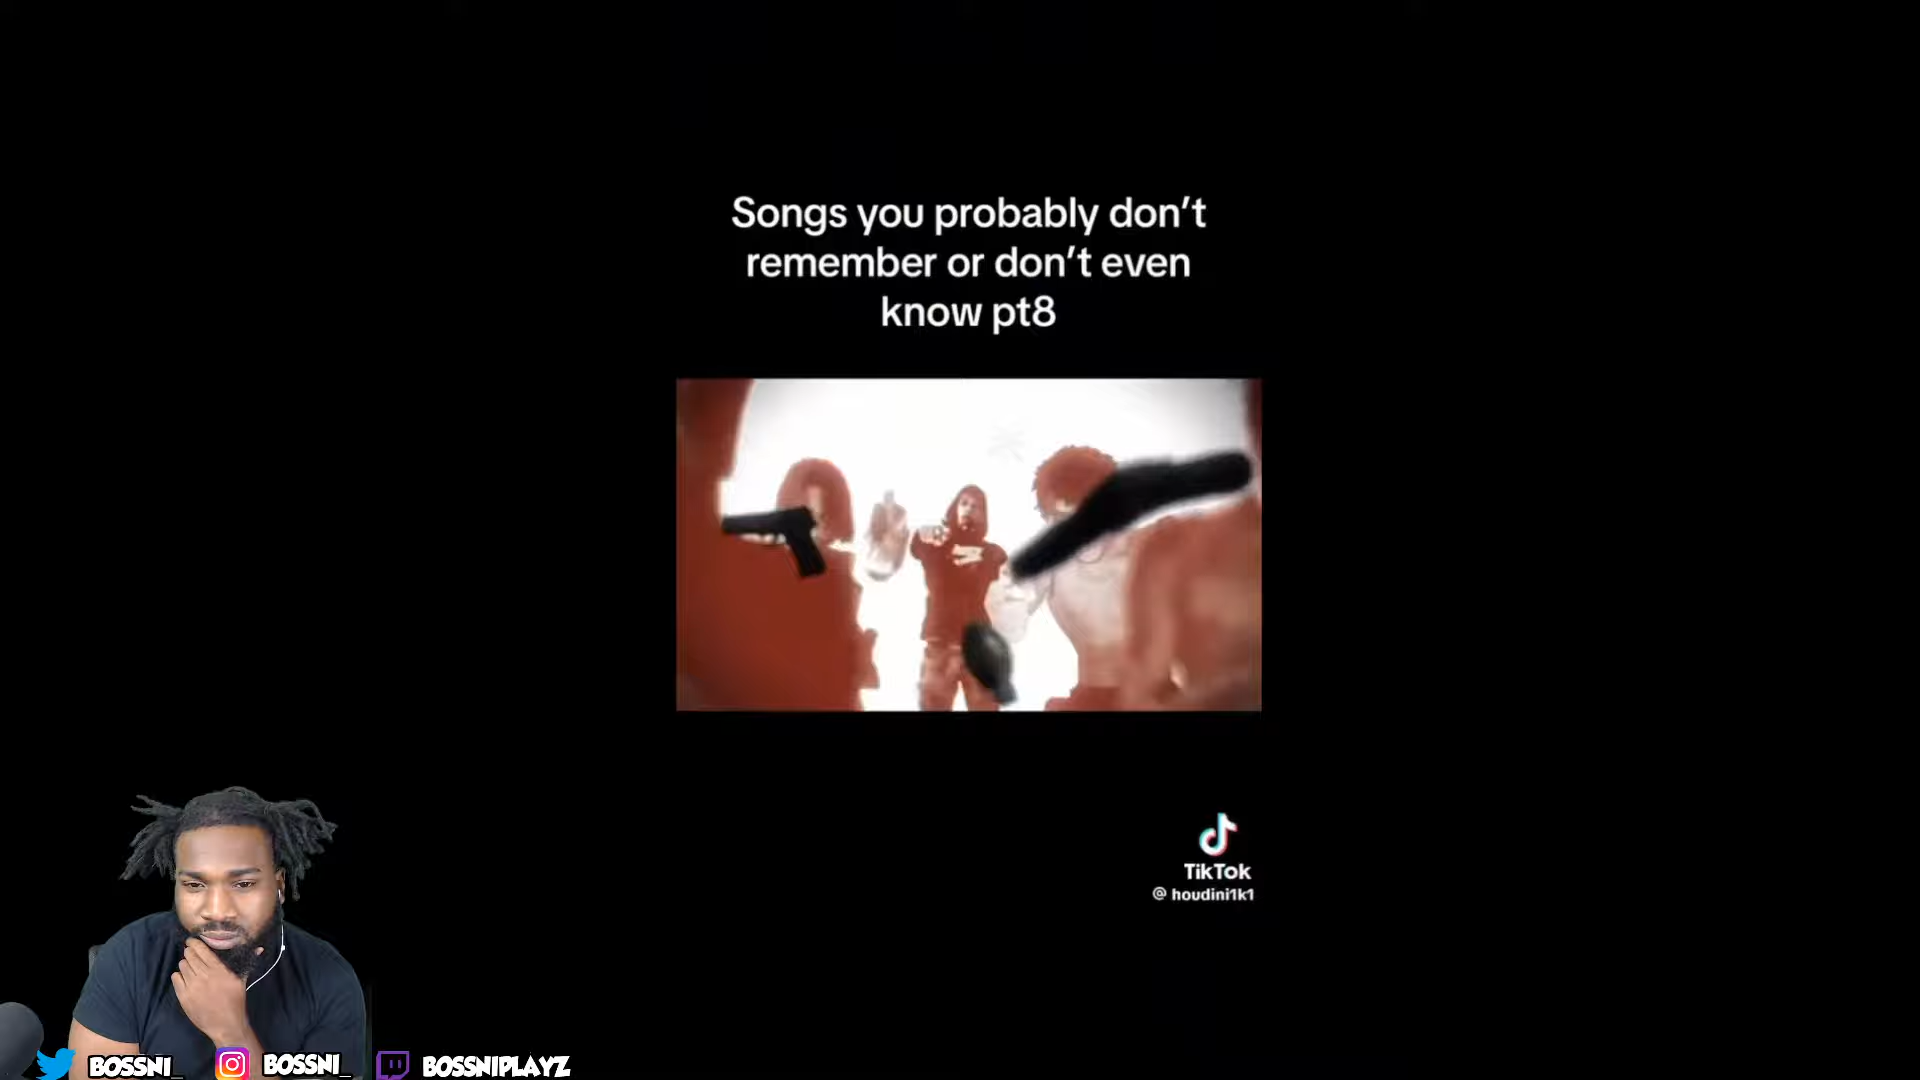 Songs you probably don't
remember or don't even
know pt8
TikTok
@ houdini1k1
BOSSNI_
BOSSNI_
BOSSNIPLAYZ